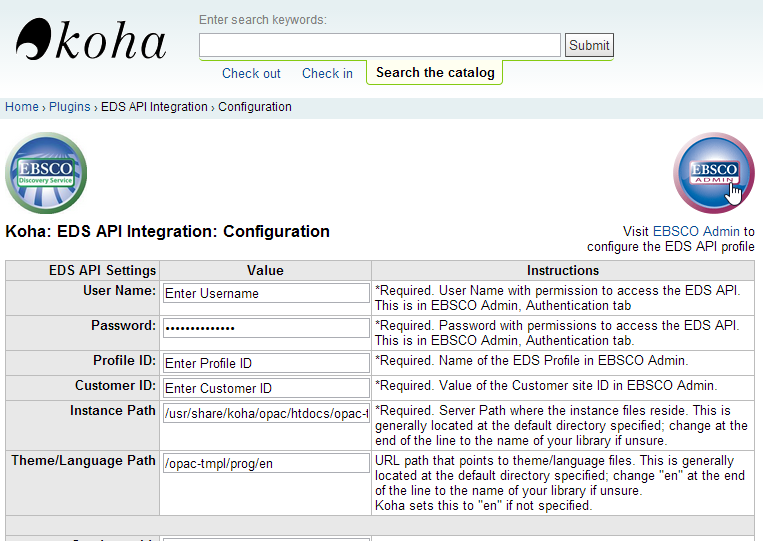 koha
Enter search keywords:
Submit
Check out Check in Search the catalog
Home › Plugins › EDS API Integration › Configuration
EBSCO
Discovery Service
EBSCO
ADMIN
Koha: EDS API Integration: Configuration
Visit EBSCO Admin to
configure the EDS API profile
EDS API Settings Value Instructions
User Name: Enter Username *Required. User Name with permission to access the EDS API.
This is in EBSCO Admin, Authentication tab
Password: •••••••••••••• *Required. Password with permissions to access the EDS API.
This is in EBSCO Admin, Authentication tab.
Profile ID: Enter Profile ID *Required. Name of the EDS Profile in EBSCO Admin.
Customer ID: Enter Customer ID *Required. Value of the Customer site ID in EBSCO Admin.
Instance Path /usr/share/koha/opac/htdocs/opac-t *Required. Server Path where the instance files reside. This is
generally located at the default directory specified; change at the
end of the line to the name of your library if unsure.
Theme/Language Path /opac-tmpl/prog/en URL path that points to theme/language files. This is generally
located at the default directory specified; change "en" at the end
of the line to the name of your library if unsure.
Koha sets this to "en" if not specified.